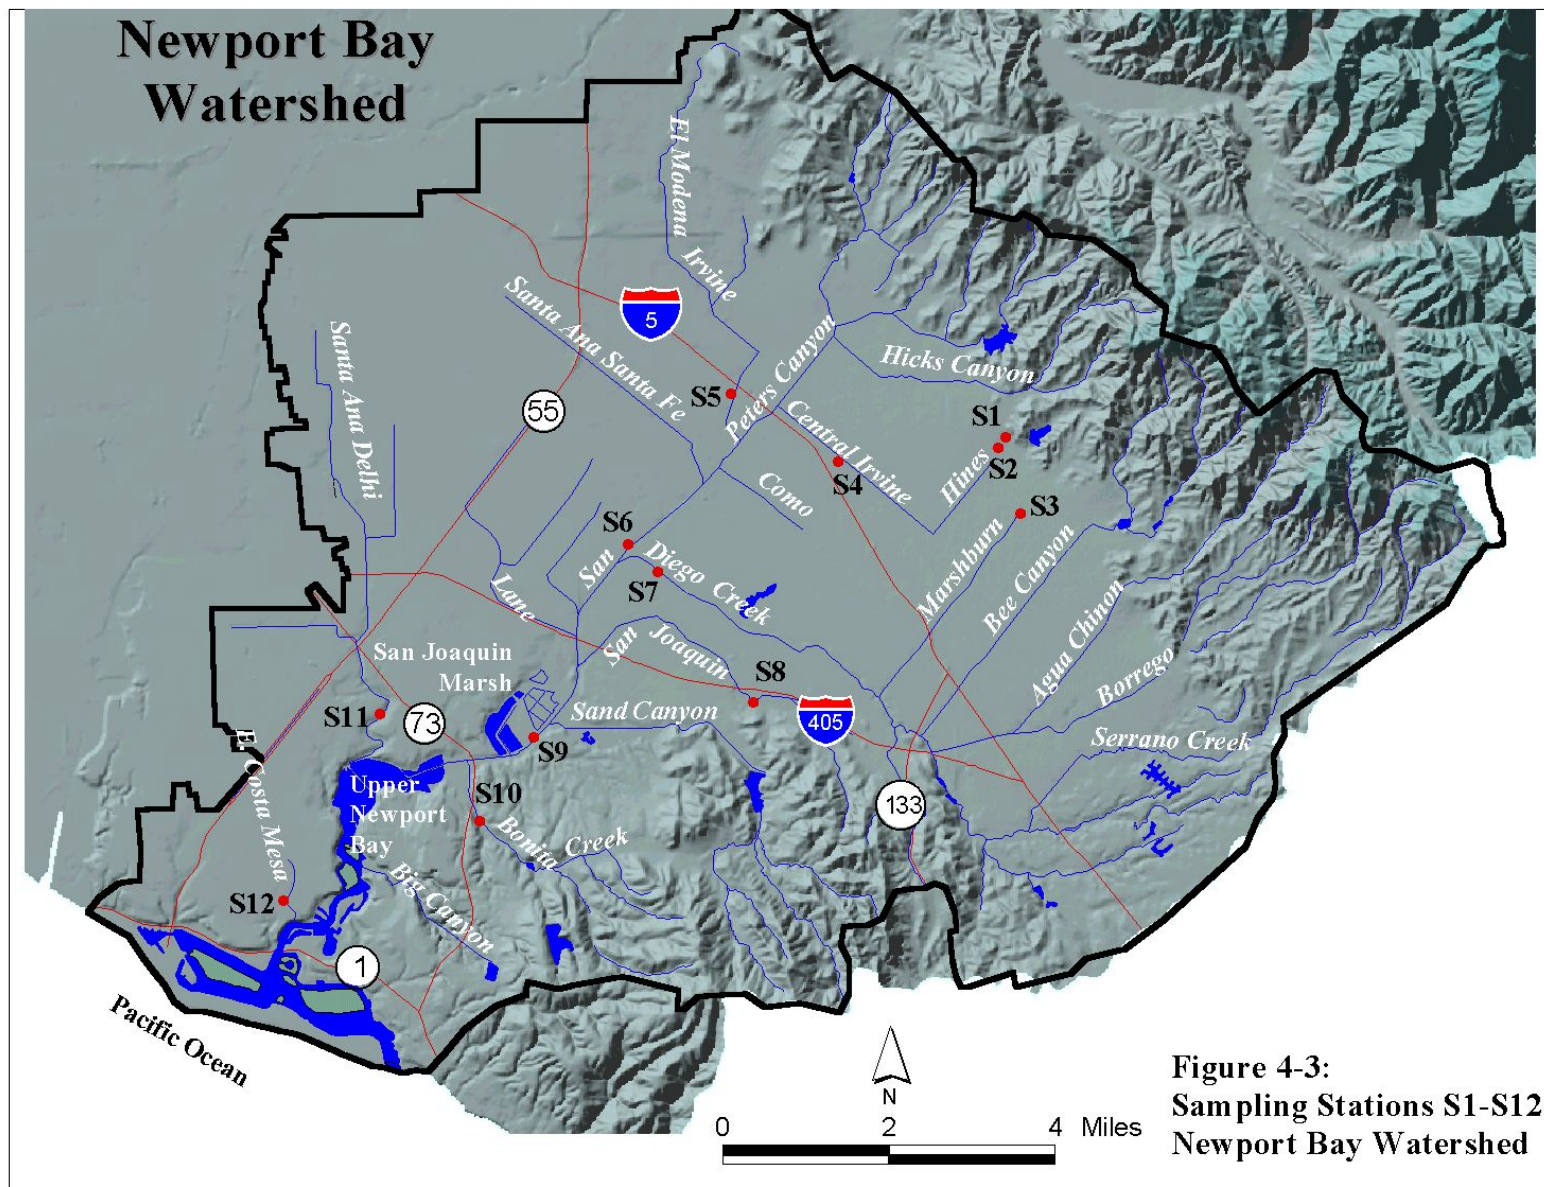 Newport Bay
Watershed
El Modena Irvine
Santa Ana Santa Fe
5
Santa Ana Delhi
55
Peters Canyon
Hicks Canyon
S5
S1
S2
Central Irvine
S4
Hines
Como
S3
S6
San Diego Creek
S7
Marshburn
Bee Canyon
Agua Chinon
Borrego
Serrano Creek
Lane
San Joaquin
S8
San Joaquin
Marsh
S11
73
S9
Sand Canyon
405
133
E. Costa Mesa
Upper
Newport
Bay
S10
Bonita Creek
Big Canyon
S12
1
Pacific Ocean
N
0 2 4 Miles
Figure 4-3:
Sampling Stations S1-S12
Newport Bay Watershed